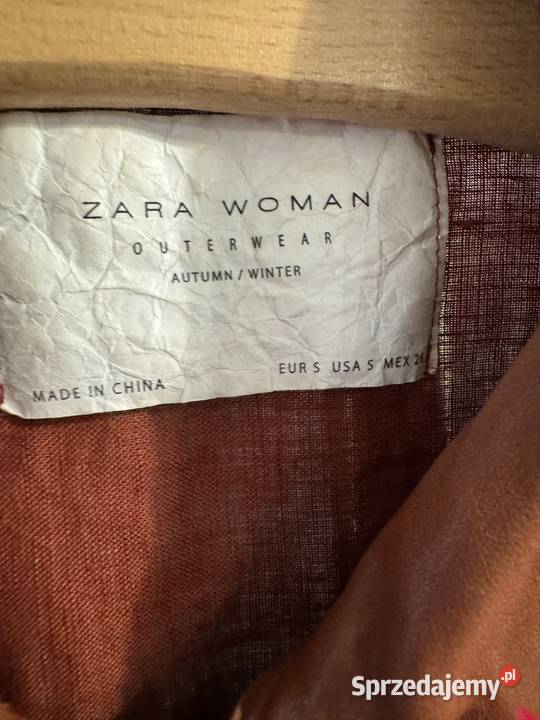 ZARA WOMAN
OUTERWEAR
AUTUMN / WINTER
EUR S USA S MEX 26
MADE IN CHINA
Sprzedajemy.pl